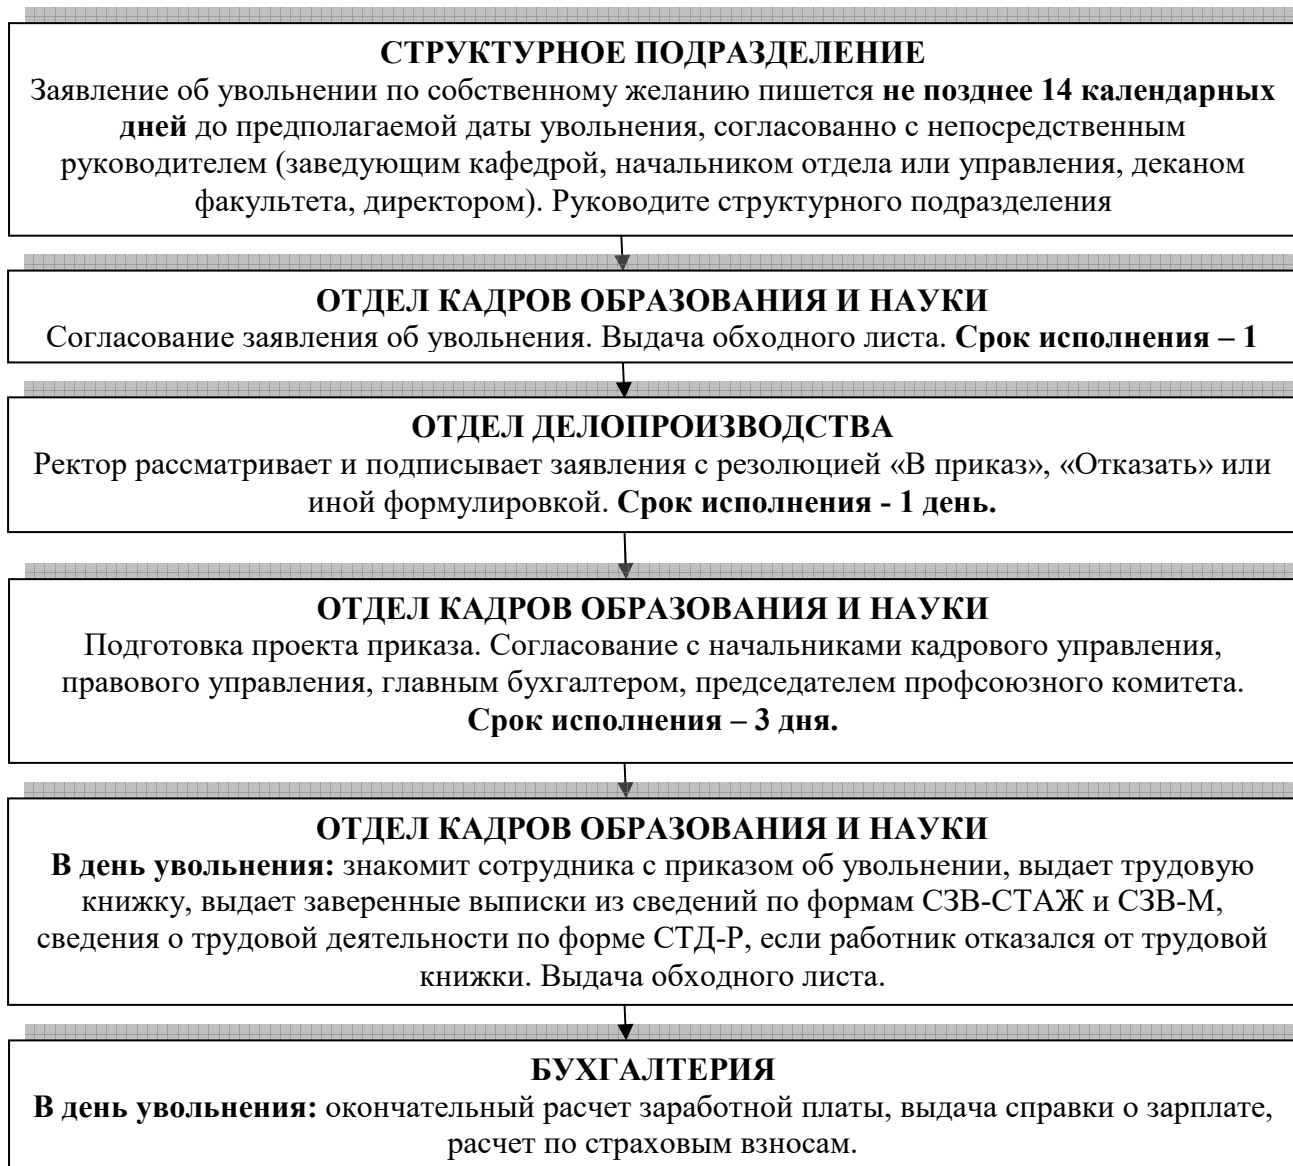 СТРУКТУРНОЕ ПОДРАЗДЕЛЕНИЕ
Заявление об увольнении по собственному желанию пишется не позднее 14 календарных
дней до предполагаемой даты увольнения, согласованно с непосредственным
руководителем (заведующим кафедрой, начальником отдела или управления, деканом
факультета, директором). Руководите структурного подразделения
ОТДЕЛ КАДРОВ ОБРАЗОВАНИЯ И НАУКИ
Согласование заявления об увольнения. Выдача обходного листа. Срок исполнения – 1
ОТДЕЛ ДЕЛОПРОИЗВОДСТВА
Ректор рассматривает и подписывает заявления с резолюцией «В приказ», «Отказать» или
иной формулировкой. Срок исполнения - 1 день.
ОТДЕЛ КАДРОВ ОБРАЗОВАНИЯ И НАУКИ
Подготовка проекта приказа. Согласование с начальниками кадрового управления,
правового управления, главным бухгалтером, председателем профсоюзного комитета.
Срок исполнения – 3 дня.
ОТДЕЛ КАДРОВ ОБРАЗОВАНИЯ И НАУКИ
В день увольнения: знакомит сотрудника с приказом об увольнении, выдает трудовую
книжку, выдает заверенные выписки из сведений по формам СЗВ-СТАЖ и СЗВ-М,
сведения о трудовой деятельности по форме СТД-Р, если работник отказался от трудовой
книжки. Выдача обходного листа.
БУХГАЛТЕРИЯ
В день увольнения: окончательный расчет заработной платы, выдача справки о зарплате,
расчет по страховым взносам.